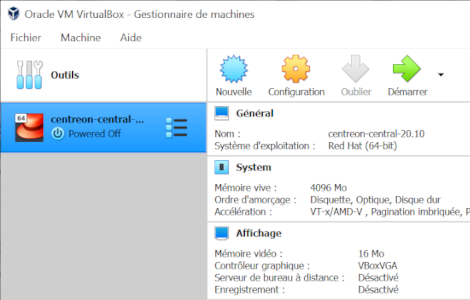 Oracle VM VirtualBox - Gestionnaire de machines
Fichier Machine Aide
Outils
Nouvelle Configuration Oublier Démarrer
64
centreon-central-...
Powered Off
Général
Nom : centreon-central-20.10
Système d'exploitation : Red Hat (64-bit)
System
Mémoire vive : 4096 Mo
Ordre d'amorçage : Disquette, Optique, Disque dur
Accélération : VT-x/AMD-V , Pagination imbriquée, P
Affichage
Mémoire vidéo : 16 Mo
Contrôleur graphique : VBoxVGA
Serveur de bureau à distance : Désactivé
Enregistrement : Désactivé